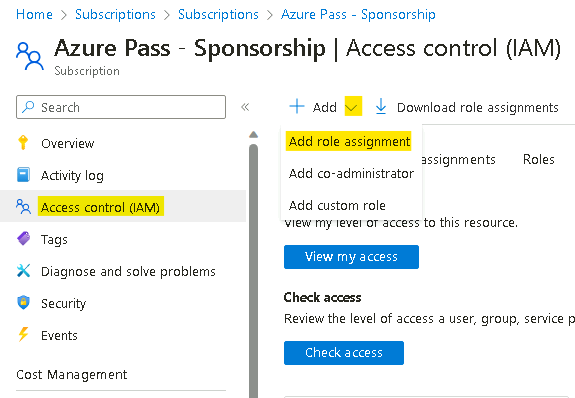 Home > Subscriptions > Subscriptions > Azure Pass - Sponsorship
Azure Pass - Sponsorship | Access control (IAM)
Subscription
Search
«
Add
Download role assignments
Overview
Activity log
Access control (IAM)
Tags
Diagnose and solve problems
Security
Events
Cost Management
Add role assignment
Add co-administrator
Add custom role
assignments
Roles
View my level of access to this resource.
View my access
Check access
Review the level of access a user, group, service p
Check access